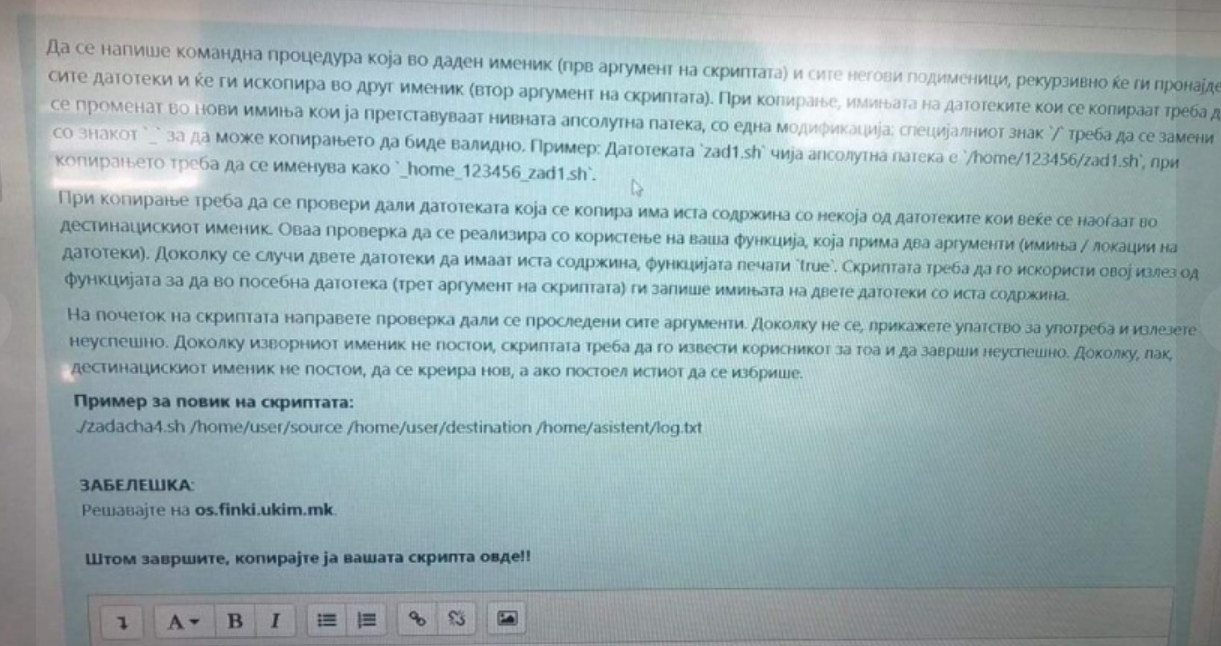 Да се напише командна процедура која во даден именик (прв аргумент на скриптата) и сите негови подименици, рекурзивно ќе ги пронајде
сите датотеки и ќе ги ископира во друг именик (втор аргумент на скриптата). При копирање, имињата на датотеките кои се копираат треба д
се променат во нови имиња кои ја претставуваат нивната апсолутна патека, со една модификација: специјалниот знак `/` треба да се замени
со знакот `_` за да може копирањето да биде валидно. Пример: Датотеката `zad1.sh` чија апсолутна патека е `/home/123456/zad1.sh`, при
копирањето треба да се именува како `_home_123456_zad1.sh`.
При копирање треба да се провери дали датотеката која се копира има иста содржина со некоја од датотеките кои веќе се наоѓаат во
дестинацискиот именик. Оваа проверка да се реализира со користење на ваша функција, која прима два аргументи (имиња / локации на
датотеки). Доколку се случи двете датотеки да имаат иста содржина, функцијата печати `true`. Скриптата треба да го искористи овој излез од
функцијата за да во посебна датотека (трет аргумент на скриптата) ги запише имињата на двете датотеки со иста содржина.
На почеток на скриптата направете проверка дали се проследени сите аргументи. Доколку не се, прикажете упатство за употреба и излезете
неуспешно. Доколку изворниот именик не постои, скриптата треба да го извести корисникот за тоа и да заврши неуспешно. Доколку, пак,
дестинацискиот именик не постои, да се креира нов, а ако постоел истиот да се избрише.
Пример за повик на скриптата:
./zadacha4.sh /home/user/source /home/user/destination /home/asistent/log.txt
ЗАБЕЛЕШКА:
Решавајте на os.finki.ukim.mk.
Штом завршите, копирајте ја вашата скрипта овде!!
A B I